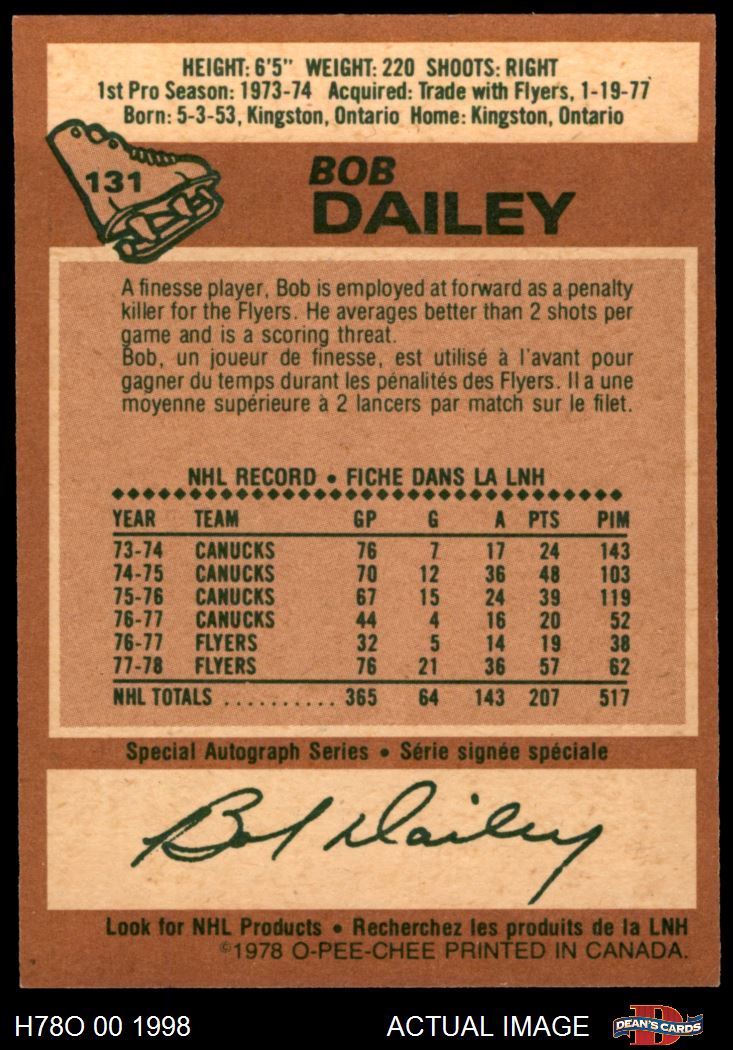 HEIGHT: 6'5" WEIGHT: 220 SHOOTS: RIGHT
1st Pro Season: 1973-74 Acquired: Trade with Flyers, 1-19-77
Born: 5-3-53, Kingston, Ontario Home: Kingston, Ontario
131
BOB
DAILEY
A finesse player, Bob is employed at forward as a penalty
killer for the Flyers. He averages better than 2 shots per
game and is a scoring threat.
Bob, un joueur de finesse, est utilisé à l'avant pour
gagner du temps durant les pénalités des Flyers. Il a une
moyenne supérieure à 2 lancers par match sur le filet.
NHL RECORD • FICHE DANS LA LNH
YEAR TEAM GP G A PTS PIM
73-74 CANUCKS 76 7 17 24 143
74-75 CANUCKS 70 12 36 48 103
75-76 CANUCKS 67 15 24 39 119
76-77 CANUCKS 44 4 16 20 52
76-77 FLYERS 32 5 14 19 38
77-78 FLYERS 76 21 36 57 62
NHL TOTALS .......... 365 64 143 207 517
Special Autograph Series • Série signée spéciale
Bob Dailey
Look for NHL Products • Recherchez les produits de la LNH
©1978 O-PEE-CHEE PRINTED IN CANADA.
H78O 00 1998 ACTUAL IMAGE DEAN'S CARDS